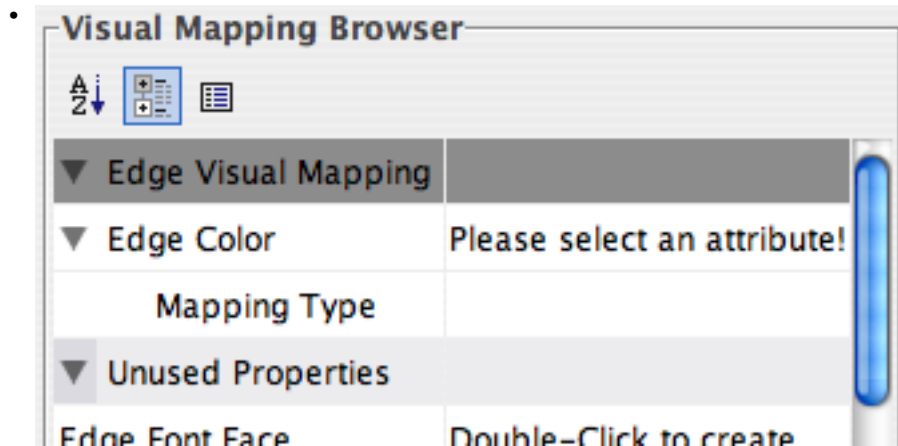 Visual Mapping Browser
A
Z
Edge Visual Mapping
Edge Color Please select an attribute!
Mapping Type
Unused Properties
Edge Font Face Double-Click to create